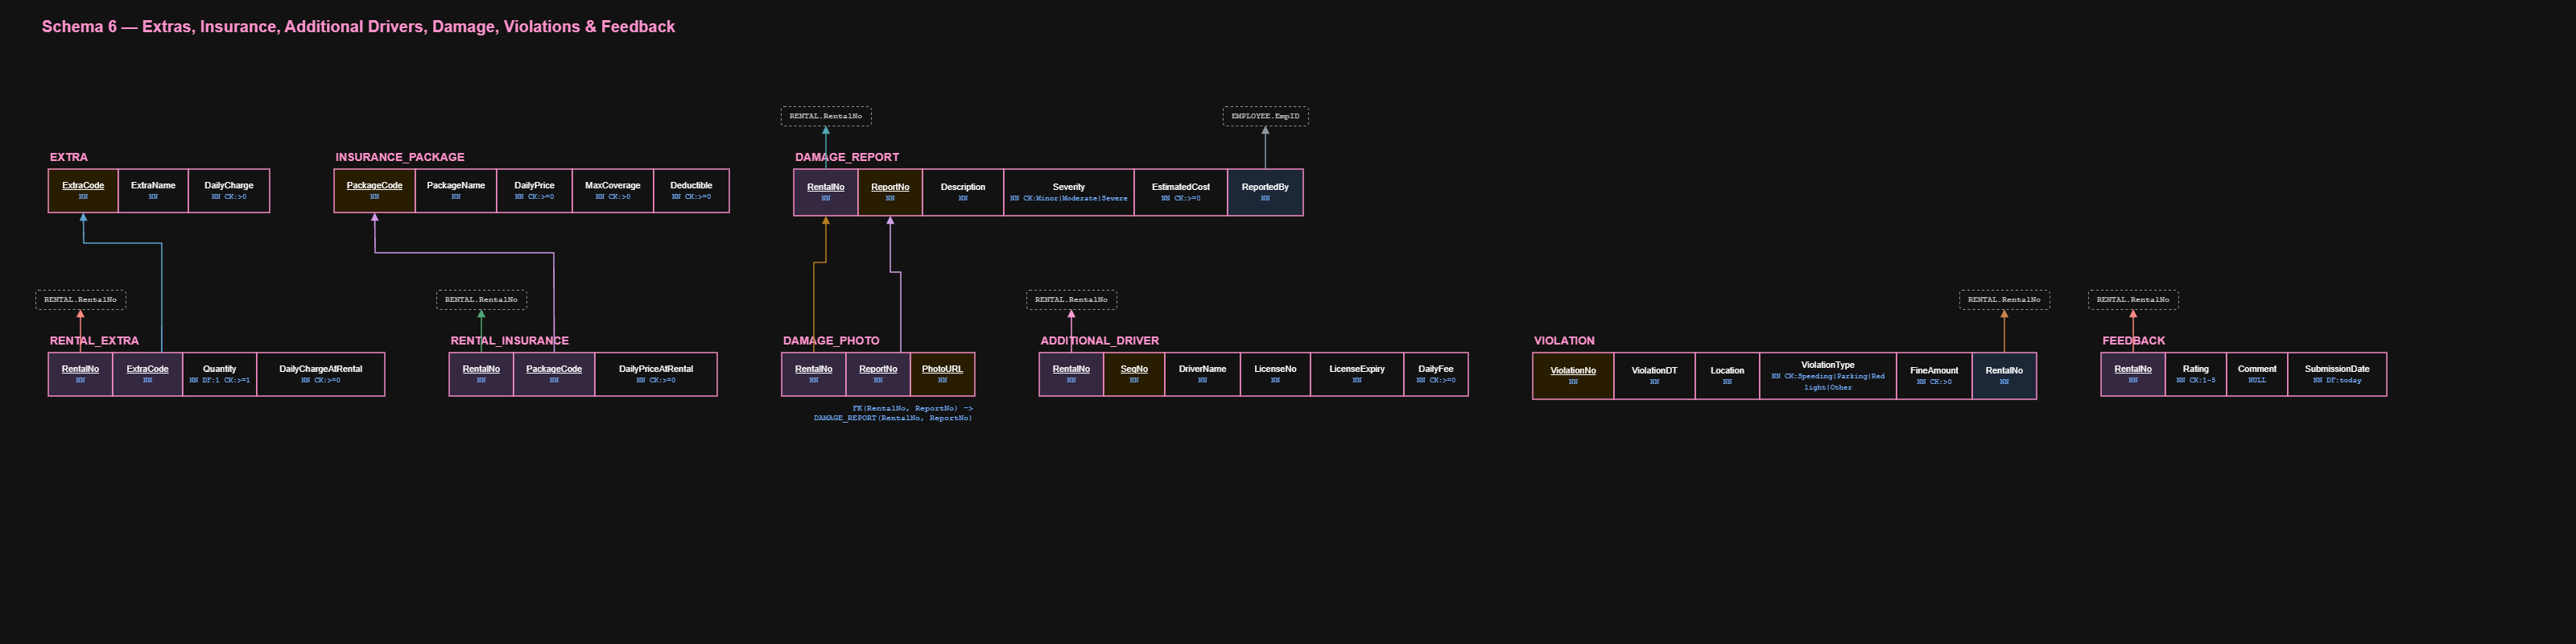 Schema 6 — Extras, Insurance, Additional Drivers, Damage, Violations & Feedback
RENTAL.RentalNo
EMPLOYEE.EmpID
EXTRA
ExtraCode
NN
ExtraName
NN
DailyCharge
NN CK:>0
INSURANCE_PACKAGE
PackageCode
NN
PackageName
NN
DailyPrice
NN CK:>=0
MaxCoverage
NN CK:>0
Deductible
NN CK:>=0
DAMAGE_REPORT
RentalNo
NN
ReportNo
NN
Description
NN
Severity
NN CK:Minor|Moderate|Severe
EstimatedCost
NN CK:>=0
ReportedBy
NN
RENTAL.RentalNo
RENTAL_EXTRA
RentalNo
NN
ExtraCode
NN
Quantity
NN DF:1 CK:>=1
DailyChargeAtRental
NN CK:>=0
RENTAL.RentalNo
RENTAL_INSURANCE
RentalNo
NN
PackageCode
NN
DailyPriceAtRental
NN CK:>=0
DAMAGE_PHOTO
RentalNo
NN
ReportNo
NN
PhotoURL
NN
FK(RentalNo, ReportNo) —>
DAMAGE_REPORT(RentalNo, ReportNo)
RENTAL.RentalNo
ADDITIONAL_DRIVER
RentalNo
NN
SeqNo
NN
DriverName
NN
LicenseNo
NN
LicenseExpiry
NN
DailyFee
NN CK:>=0
RENTAL.RentalNo
VIOLATION
ViolationNo
NN
ViolationDT
NN
Location
NN
ViolationType
NN CK:Speeding|Parking|Red
light|Other
FineAmount
NN CK:>0
RentalNo
NN
RENTAL.RentalNo
FEEDBACK
RentalNo
NN
Rating
NN CK:1-5
Comment
NULL
SubmissionDate
NN DF:today